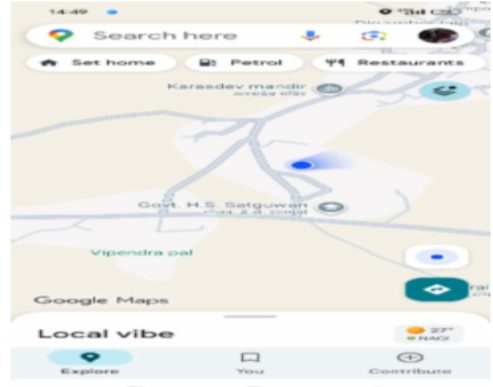 14:49
Search here
Set home
Petrol
Restaurants
Karasdev mandir
Govt. H.S. Satguwan
Vipendra pal
Google Maps
Local vibe
27°
NAQI
Explore
You
Contribute